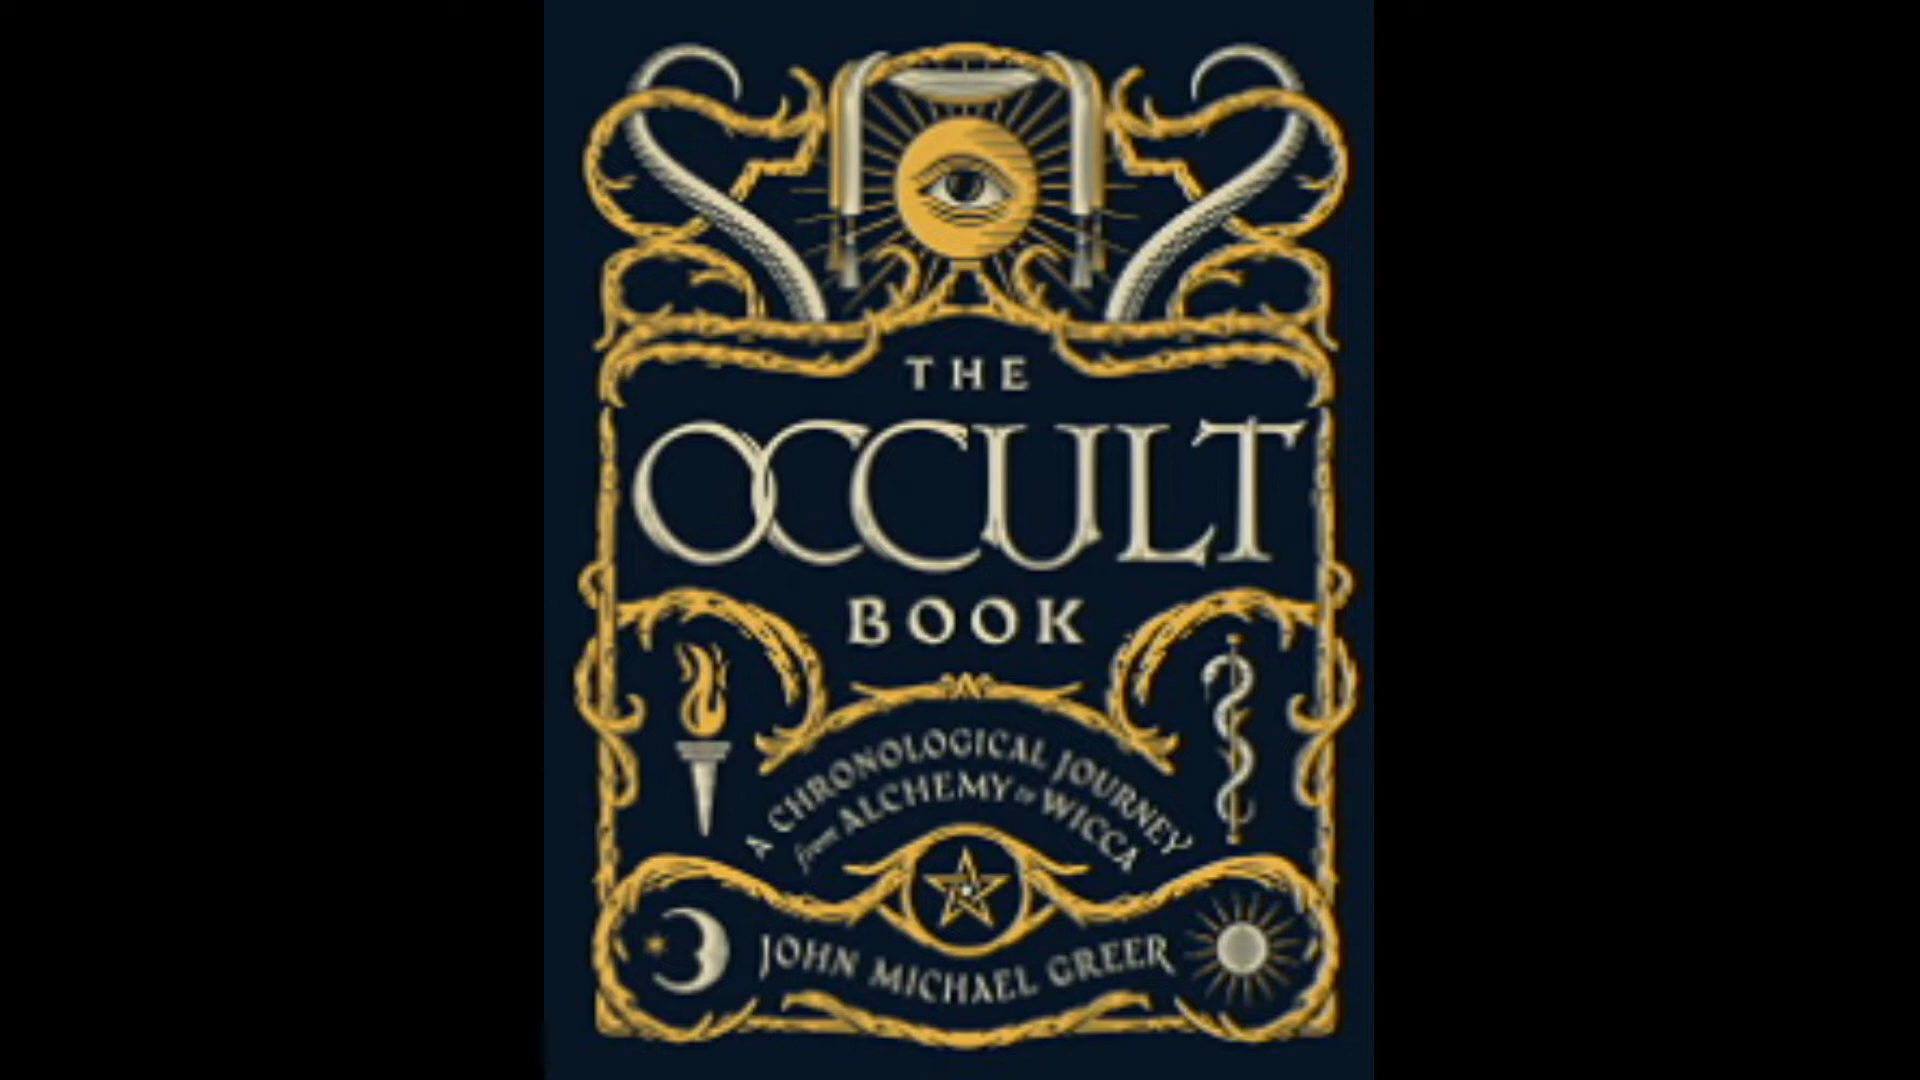 THE
OCCULT
BOOK
A CHRONOLOGICAL JOURNEY
from ALCHEMY to WICCA
JOHN MICHAEL GREER